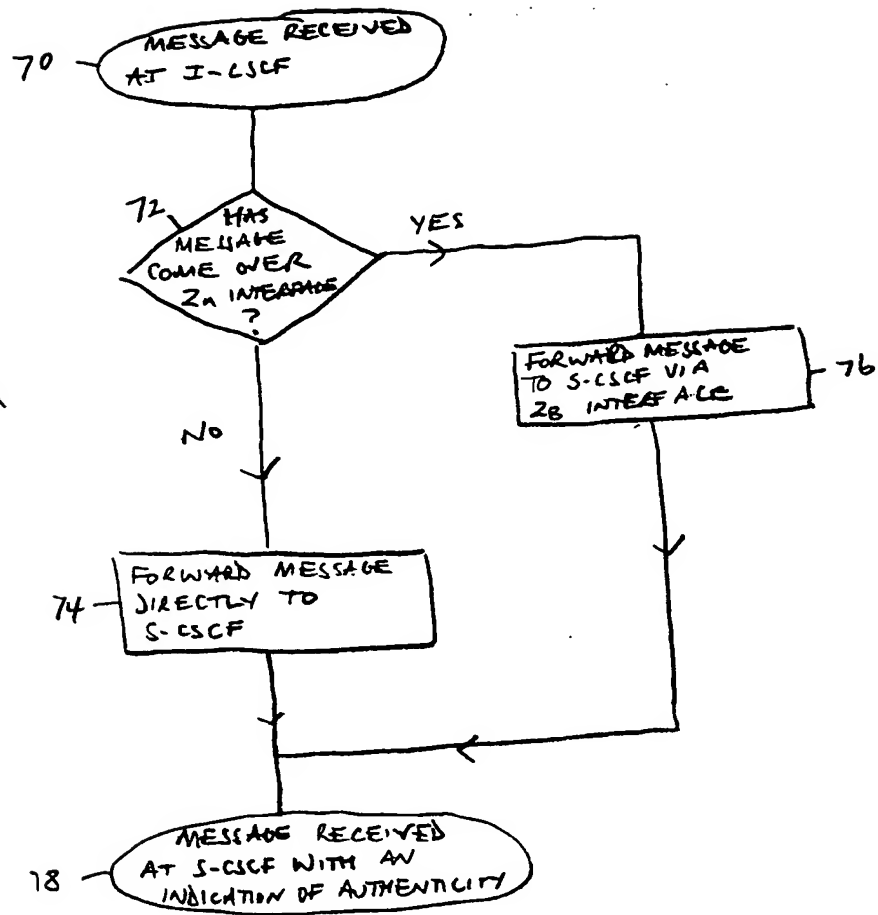 70
MESSAGE RECEIVED
AT I-CSCF
72
HAS
MESSAGE
COME OVER
Za INTERFACE
?
YES
NO
FORWARD MESSAGE
TO S-CSCF VIA
ZB INTERFACE
76
74
FORWARD MESSAGE
DIRECTLY TO
S-CSCF
78
MESSAGE RECEIVED
AT S-CSCF WITH AN
INDICATION OF AUTHENTICITY